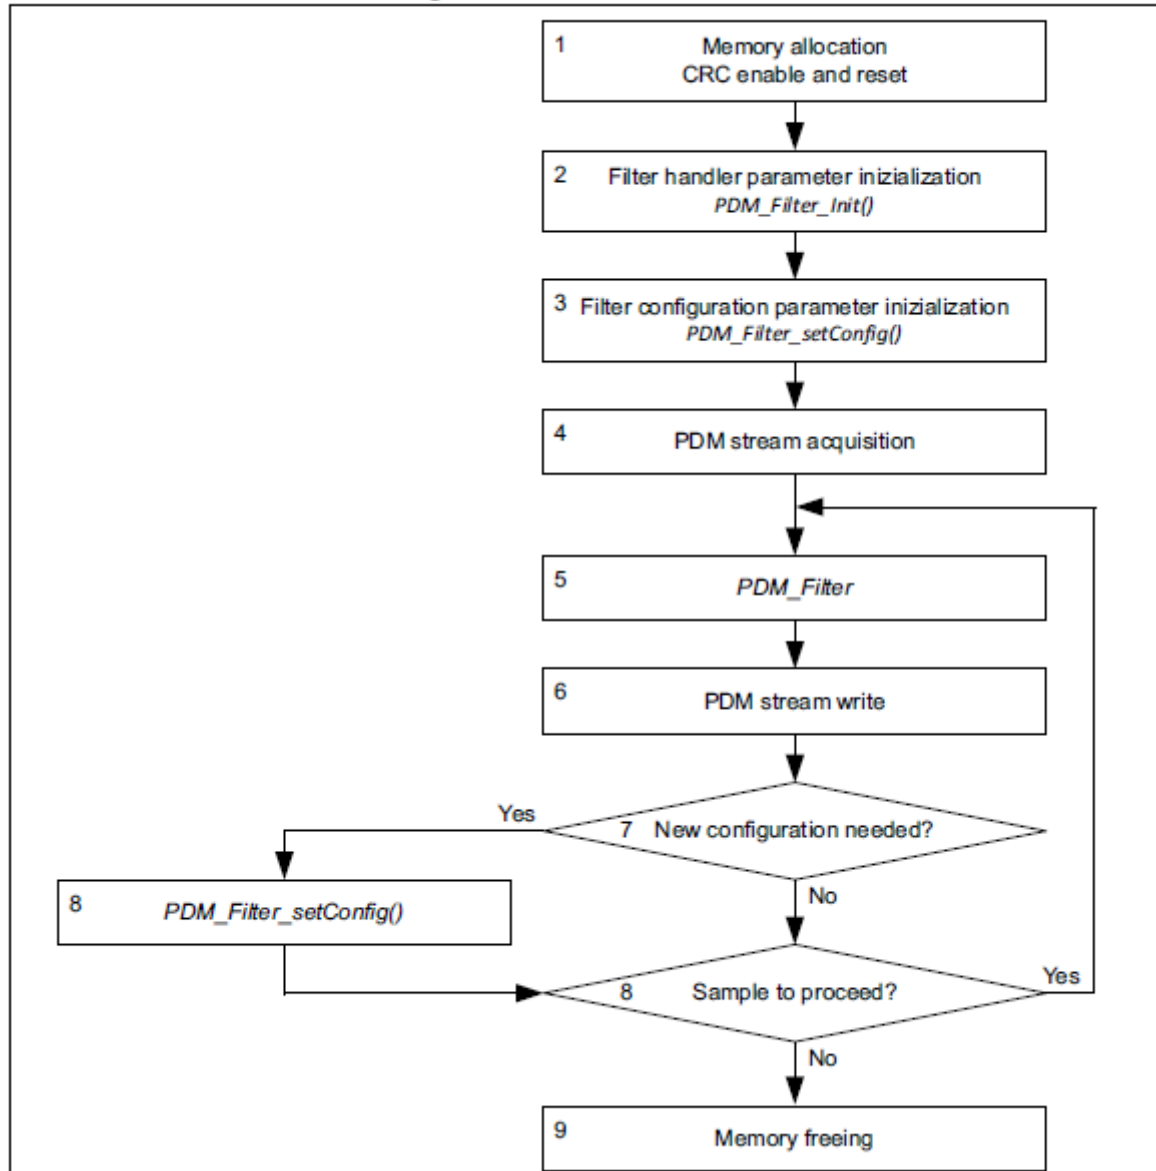 1 Memory allocation
CRC enable and reset
2 Filter handler parameter inizialization
PDM_Filter_Init()
3 Filter configuration parameter inizialization
PDM_Filter_setConfig()
4 PDM stream acquisition
5 PDM_Filter
6 PDM stream write
Yes
7 New configuration needed?
8 PDM_Filter_setConfig()
No
8 Sample to proceed?
Yes
No
9 Memory freeing